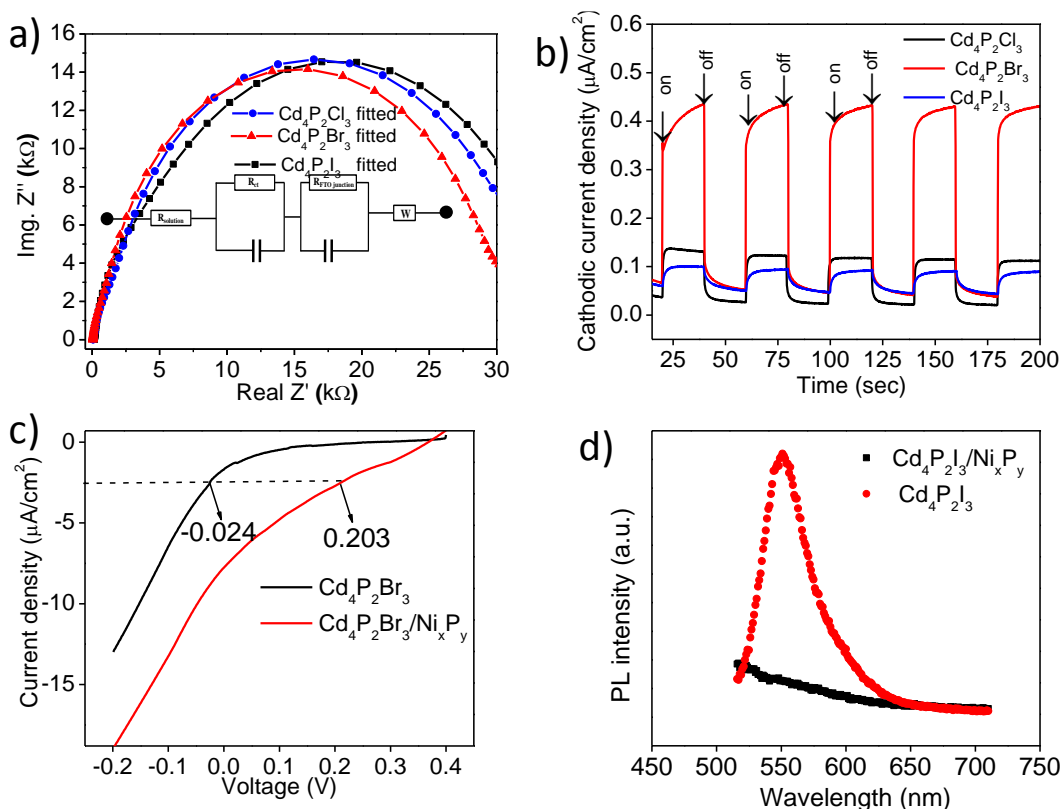 a)
Img. Z'' (kΩ)
16
14
12
10
8
6
4
2
0
Cd₄P₂Cl₃ fitted
Cd₄P₂Br₃ fitted
Cd₄P₂I₃ fitted
R_solution
R_ct
R_FTO junction
W
0 5 10 15 20 25 30
Real Z' (kΩ)
b)
Cathodic current density (μA/cm²)
0.6
0.5
0.4
0.3
0.2
0.1
0.0
Cd₄P₂Cl₃
Cd₄P₂Br₃
Cd₄P₂I₃
on off on off on off
25 50 75 100 125 150 175 200
Time (sec)
c)
Current density (μA/cm²)
0
-5
-10
-15
-0.024
0.203
Cd₄P₂Br₃
Cd₄P₂Br₃/NiₓPᵧ
-0.2 -0.1 0.0 0.1 0.2 0.3 0.4
Voltage (V)
d)
PL intensity (a.u.)
Cd₄P₂I₃/NiₓPᵧ
Cd₄P₂I₃
450 500 550 600 650 700 750
Wavelength (nm)